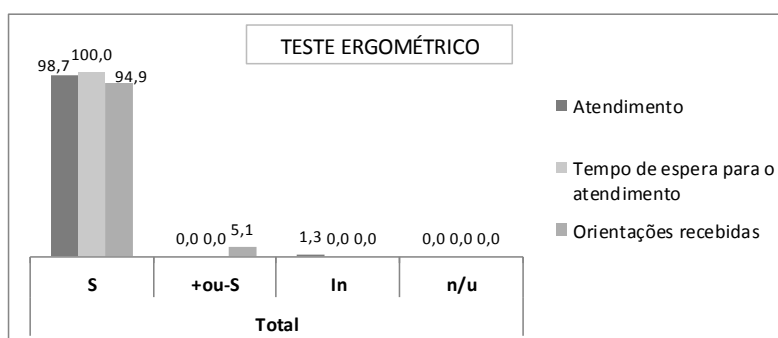 TESTE ERGOMÉTRICO
98,7 100,0 94,9
0,0 0,0 5,1
1,3 0,0 0,0
0,0 0,0 0,0
S +ou-S In n/u
Total
Atendimento
Tempo de espera para o
atendimento
Orientações recebidas